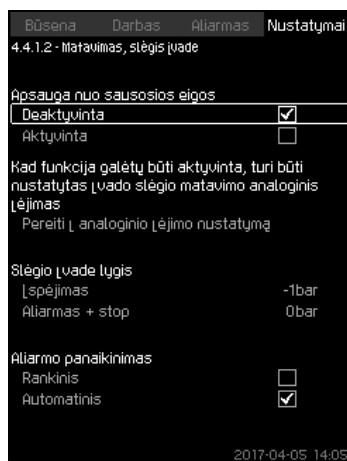 Būsena Darbas Aliarmas Nustatymai
4.4.1.2 - Matavimas, slėgis įvade
Apsauga nuo sausosios eigos
Deaktyvinta
Aktyvinta
Kad funkcija galėtų būti aktyvinta, turi būti
nustatytas įvado slėgio matavimo analoginis
įėjimas
Pereiti į analoginio įėjimo nustatymą
Slėgio įvade lygis
Įspėjimas -1bar
Aliarmas + stop 0bar
Aliarmo panaikinimas
Rankinis
Automatinis
2017-04-05 14:05